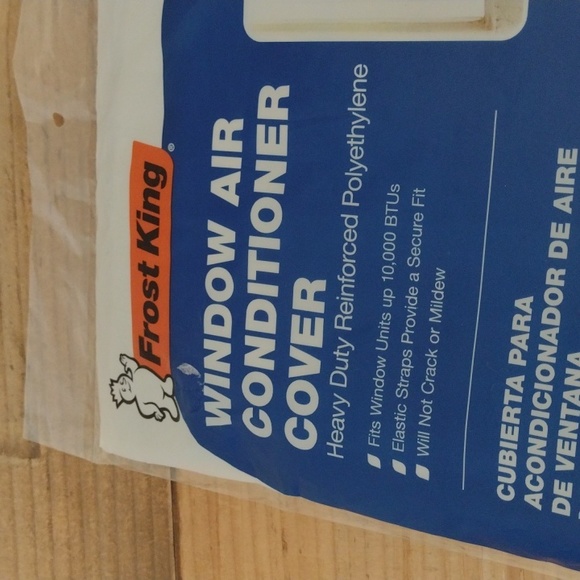 Frost King®
WINDOW AIR
CONDITIONER
COVER
Heavy Duty Reinforced Polyethylene
Fits Window Units up 10,000 BTUs
Elastic Straps Provide a Secure Fit
Will Not Crack or Mildew
CUBIERTA PARA
ACONDICIONADOR DE AIRE
DE VENTANA